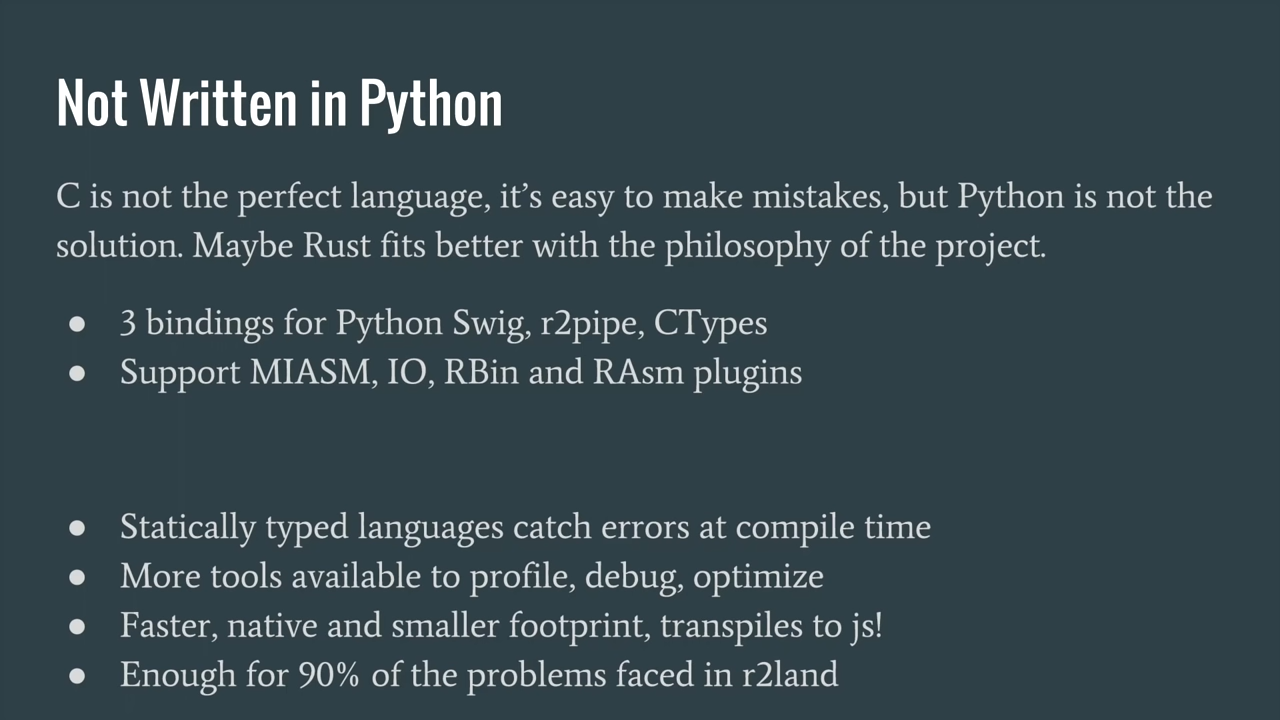 Not Written in Python
C is not the perfect language, it’s easy to make mistakes, but Python is not the
solution. Maybe Rust fits better with the philosophy of the project.
● 3 bindings for Python Swig, r2pipe, CTypes
● Support MIASM, IO, RBin and RAsm plugins
● Statically typed languages catch errors at compile time
● More tools available to profile, debug, optimize
● Faster, native and smaller footprint, transpiles to js!
● Enough for 90% of the problems faced in r2land